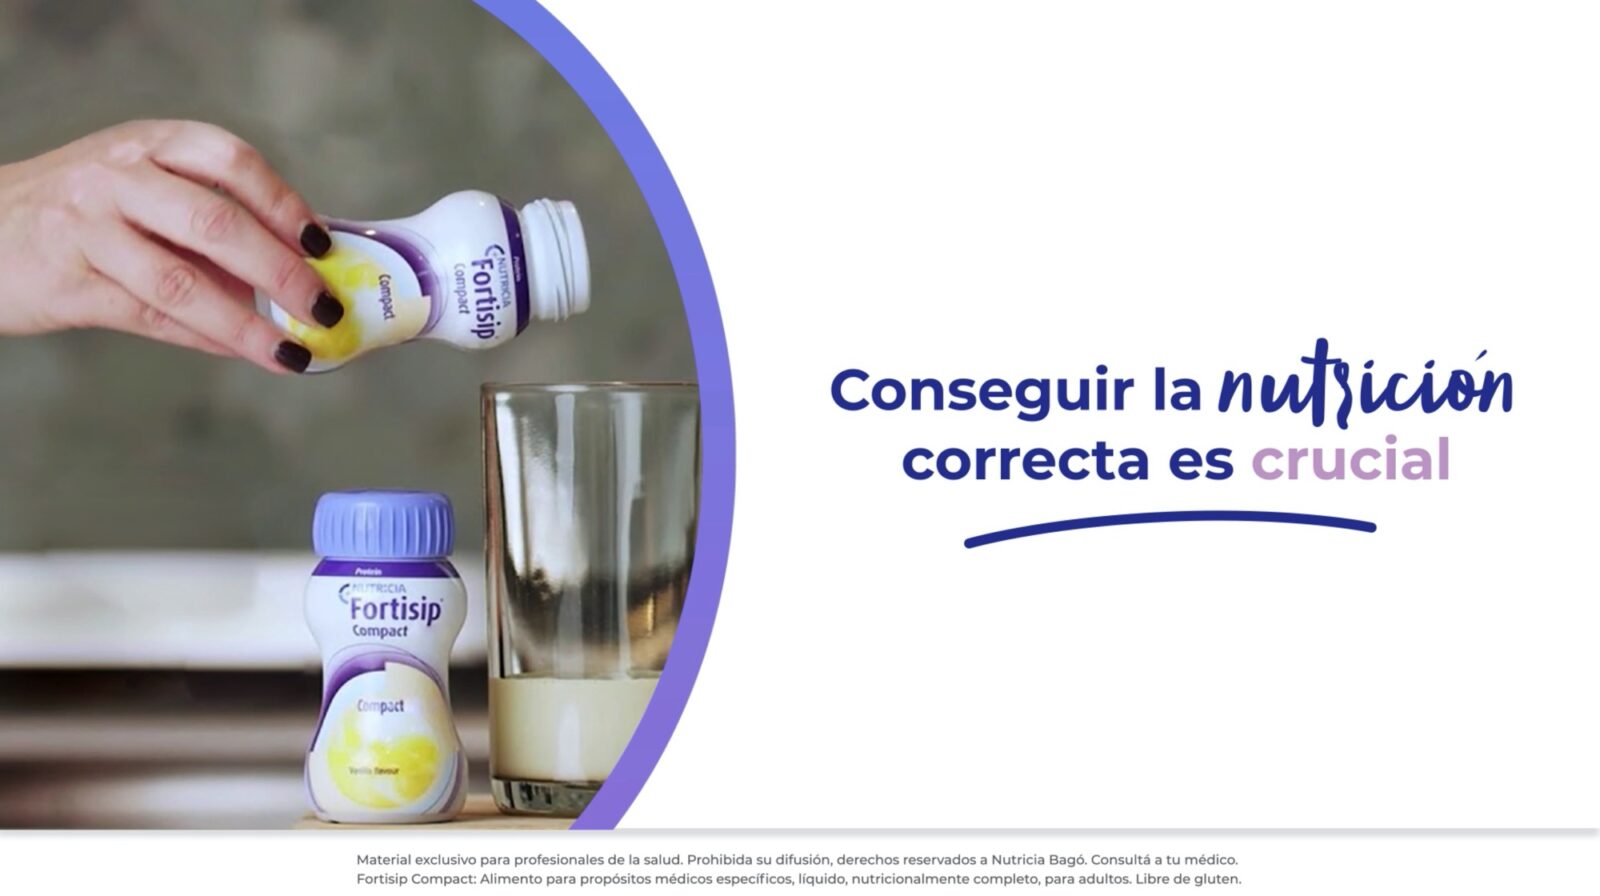 Protein
NUTRICIA
Fortisip
Compact
Compact
Protein
NUTRICIA
Fortisip
Compact
Compact
Vanilla flavour
Conseguir la nutrición
correcta es crucial
Material exclusivo para profesionales de la salud. Prohibida su difusión, derechos reservados a Nutricia Bagó. Consultá a tu médico.
Fortisip Compact: Alimento para propósitos médicos específicos, líquido, nutricionalmente completo, para adultos. Libre de gluten.